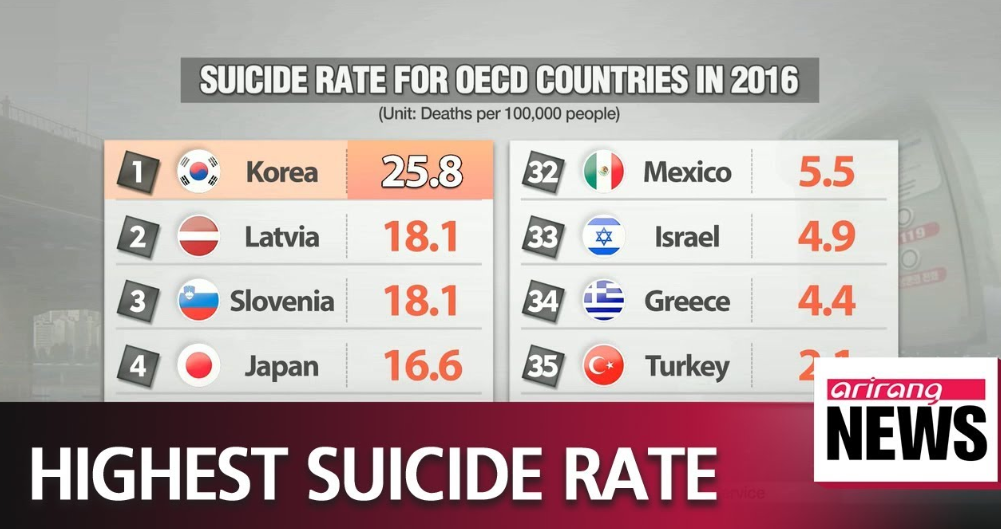 SUICIDE RATE FOR OECD COUNTRIES IN 2016
(Unit: Deaths per 100,000 people)
1 Korea 25.8
2 Latvia 18.1
3 Slovenia 18.1
4 Japan 16.6
32 Mexico 5.5
33 Israel 4.9
34 Greece 4.4
35 Turkey
119
arirang
NEWS
HIGHEST SUICIDE RATE